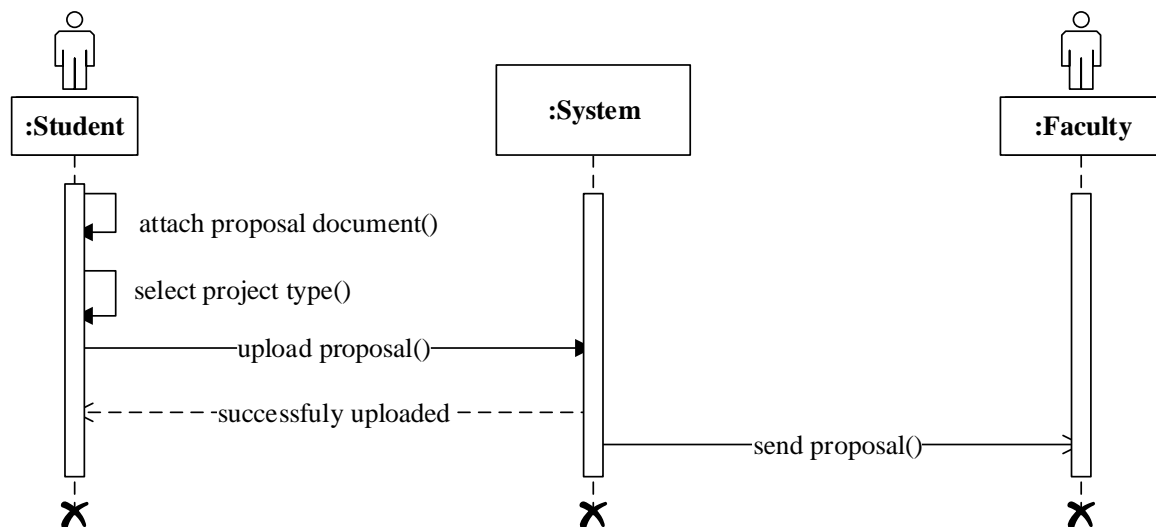 :Student
:System
:Faculty
attach proposal document()
select project type()
upload proposal()
successfuly uploaded
send proposal()